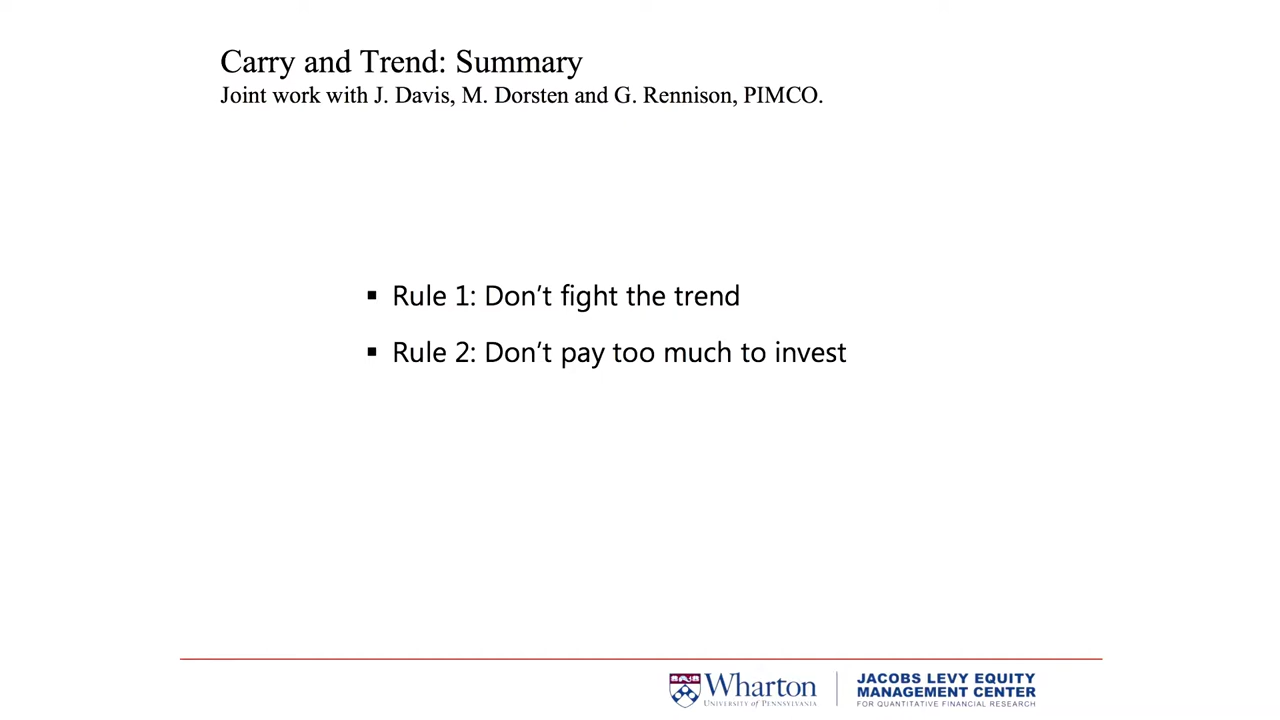 Carry and Trend: Summary
Joint work with J. Davis, M. Dorsten and G. Rennison, PIMCO.
▪ Rule 1: Don’t fight the trend
▪ Rule 2: Don’t pay too much to invest
Wharton
UNIVERSITY of PENNSYLVANIA
JACOBS LEVY EQUITY
MANAGEMENT CENTER
FOR QUANTITATIVE FINANCIAL RESEARCH